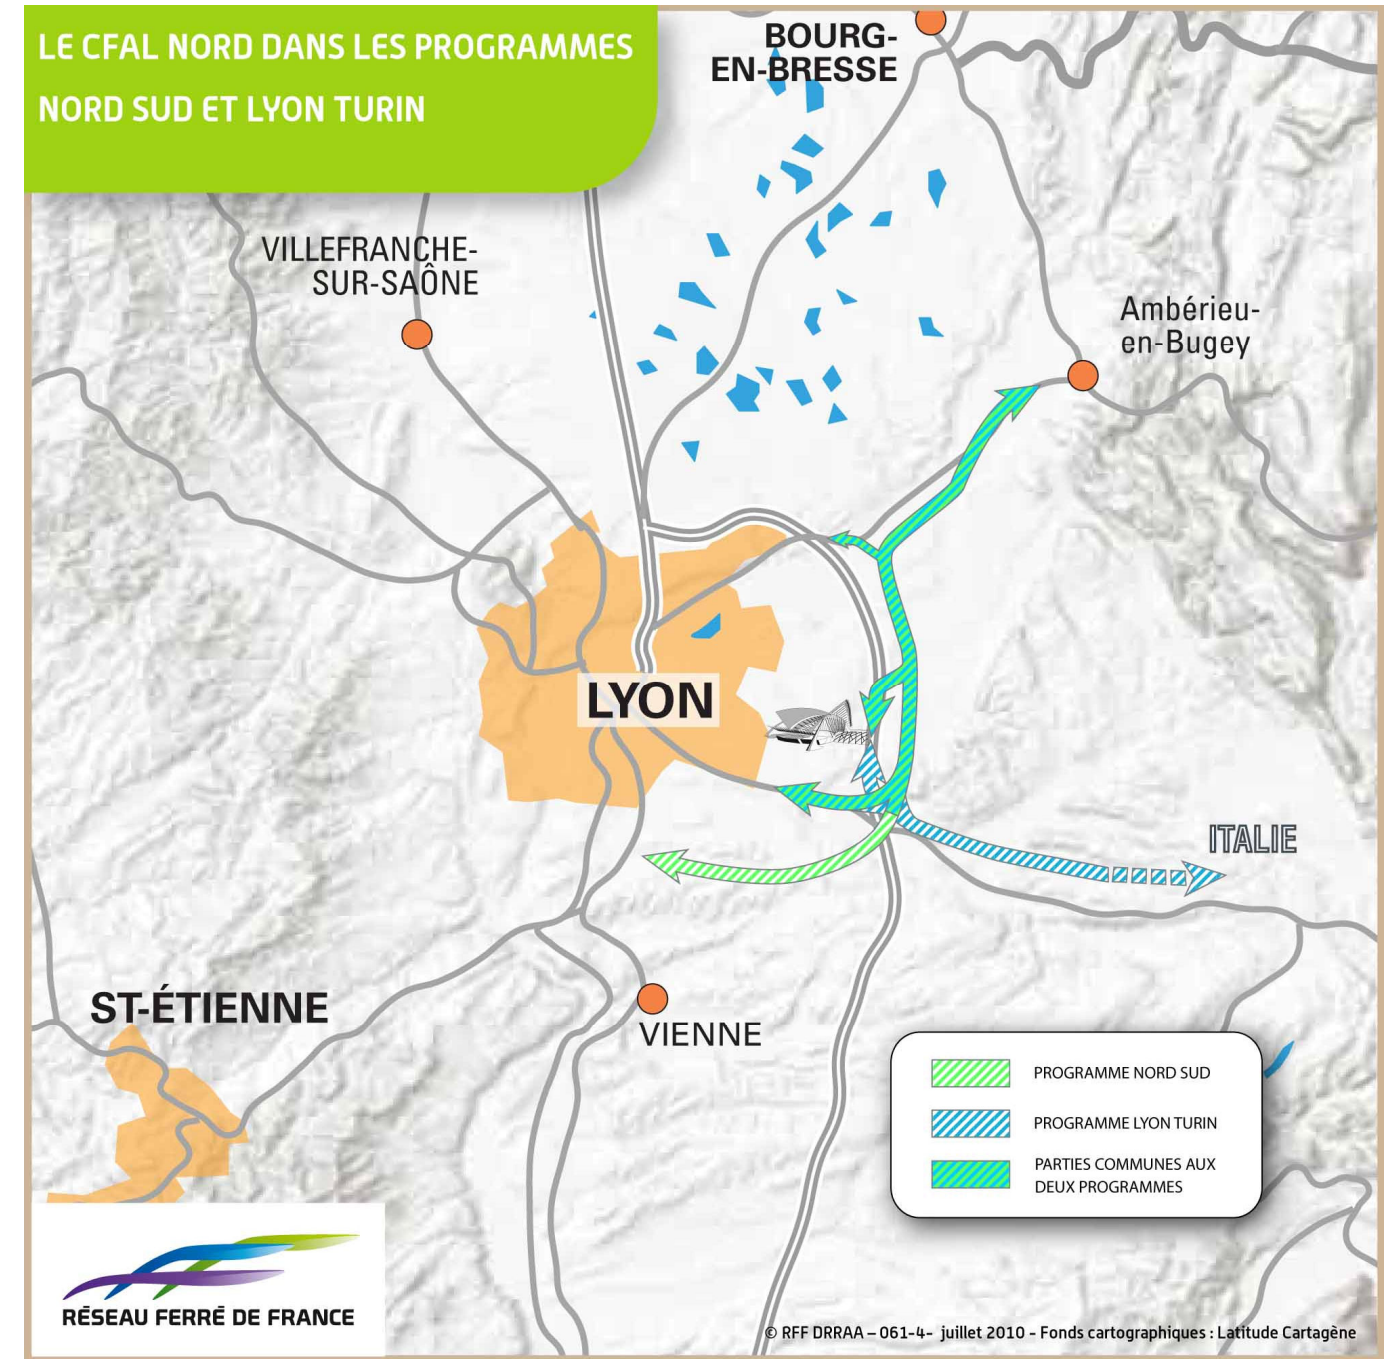 LE CFAL NORD DANS LES PROGRAMMES
NORD SUD ET LYON TURIN
BOURG-
EN-BRESSE
VILLEFRANCHE-
SUR-SAÔNE
Ambérieu-
en-Bugey
LYON
ITALIE
ST-ÉTIENNE
VIENNE
PROGRAMME NORD SUD
PROGRAMME LYON TURIN
PARTIES COMMUNES AUX
DEUX PROGRAMMES
RÉSEAU FERRÉ DE FRANCE
© RFF DRRAA – 061-4- juillet 2010 - Fonds cartographiques : Latitude Cartagène